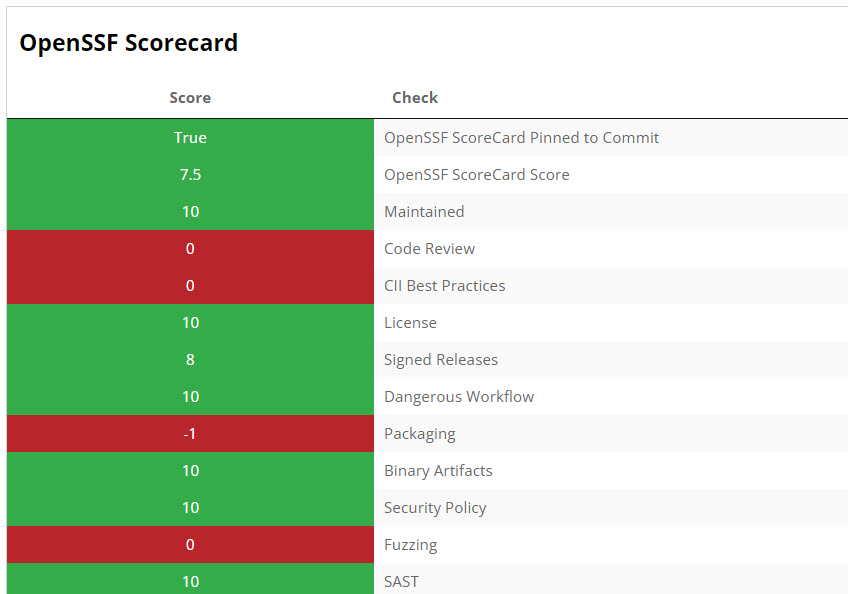 OpenSSF Scorecard
Score Check
True OpenSSF ScoreCard Pinned to Commit
7.5 OpenSSF ScoreCard Score
10 Maintained
0 Code Review
0 CII Best Practices
10 License
8 Signed Releases
10 Dangerous Workflow
-1 Packaging
10 Binary Artifacts
10 Security Policy
0 Fuzzing
10 SAST